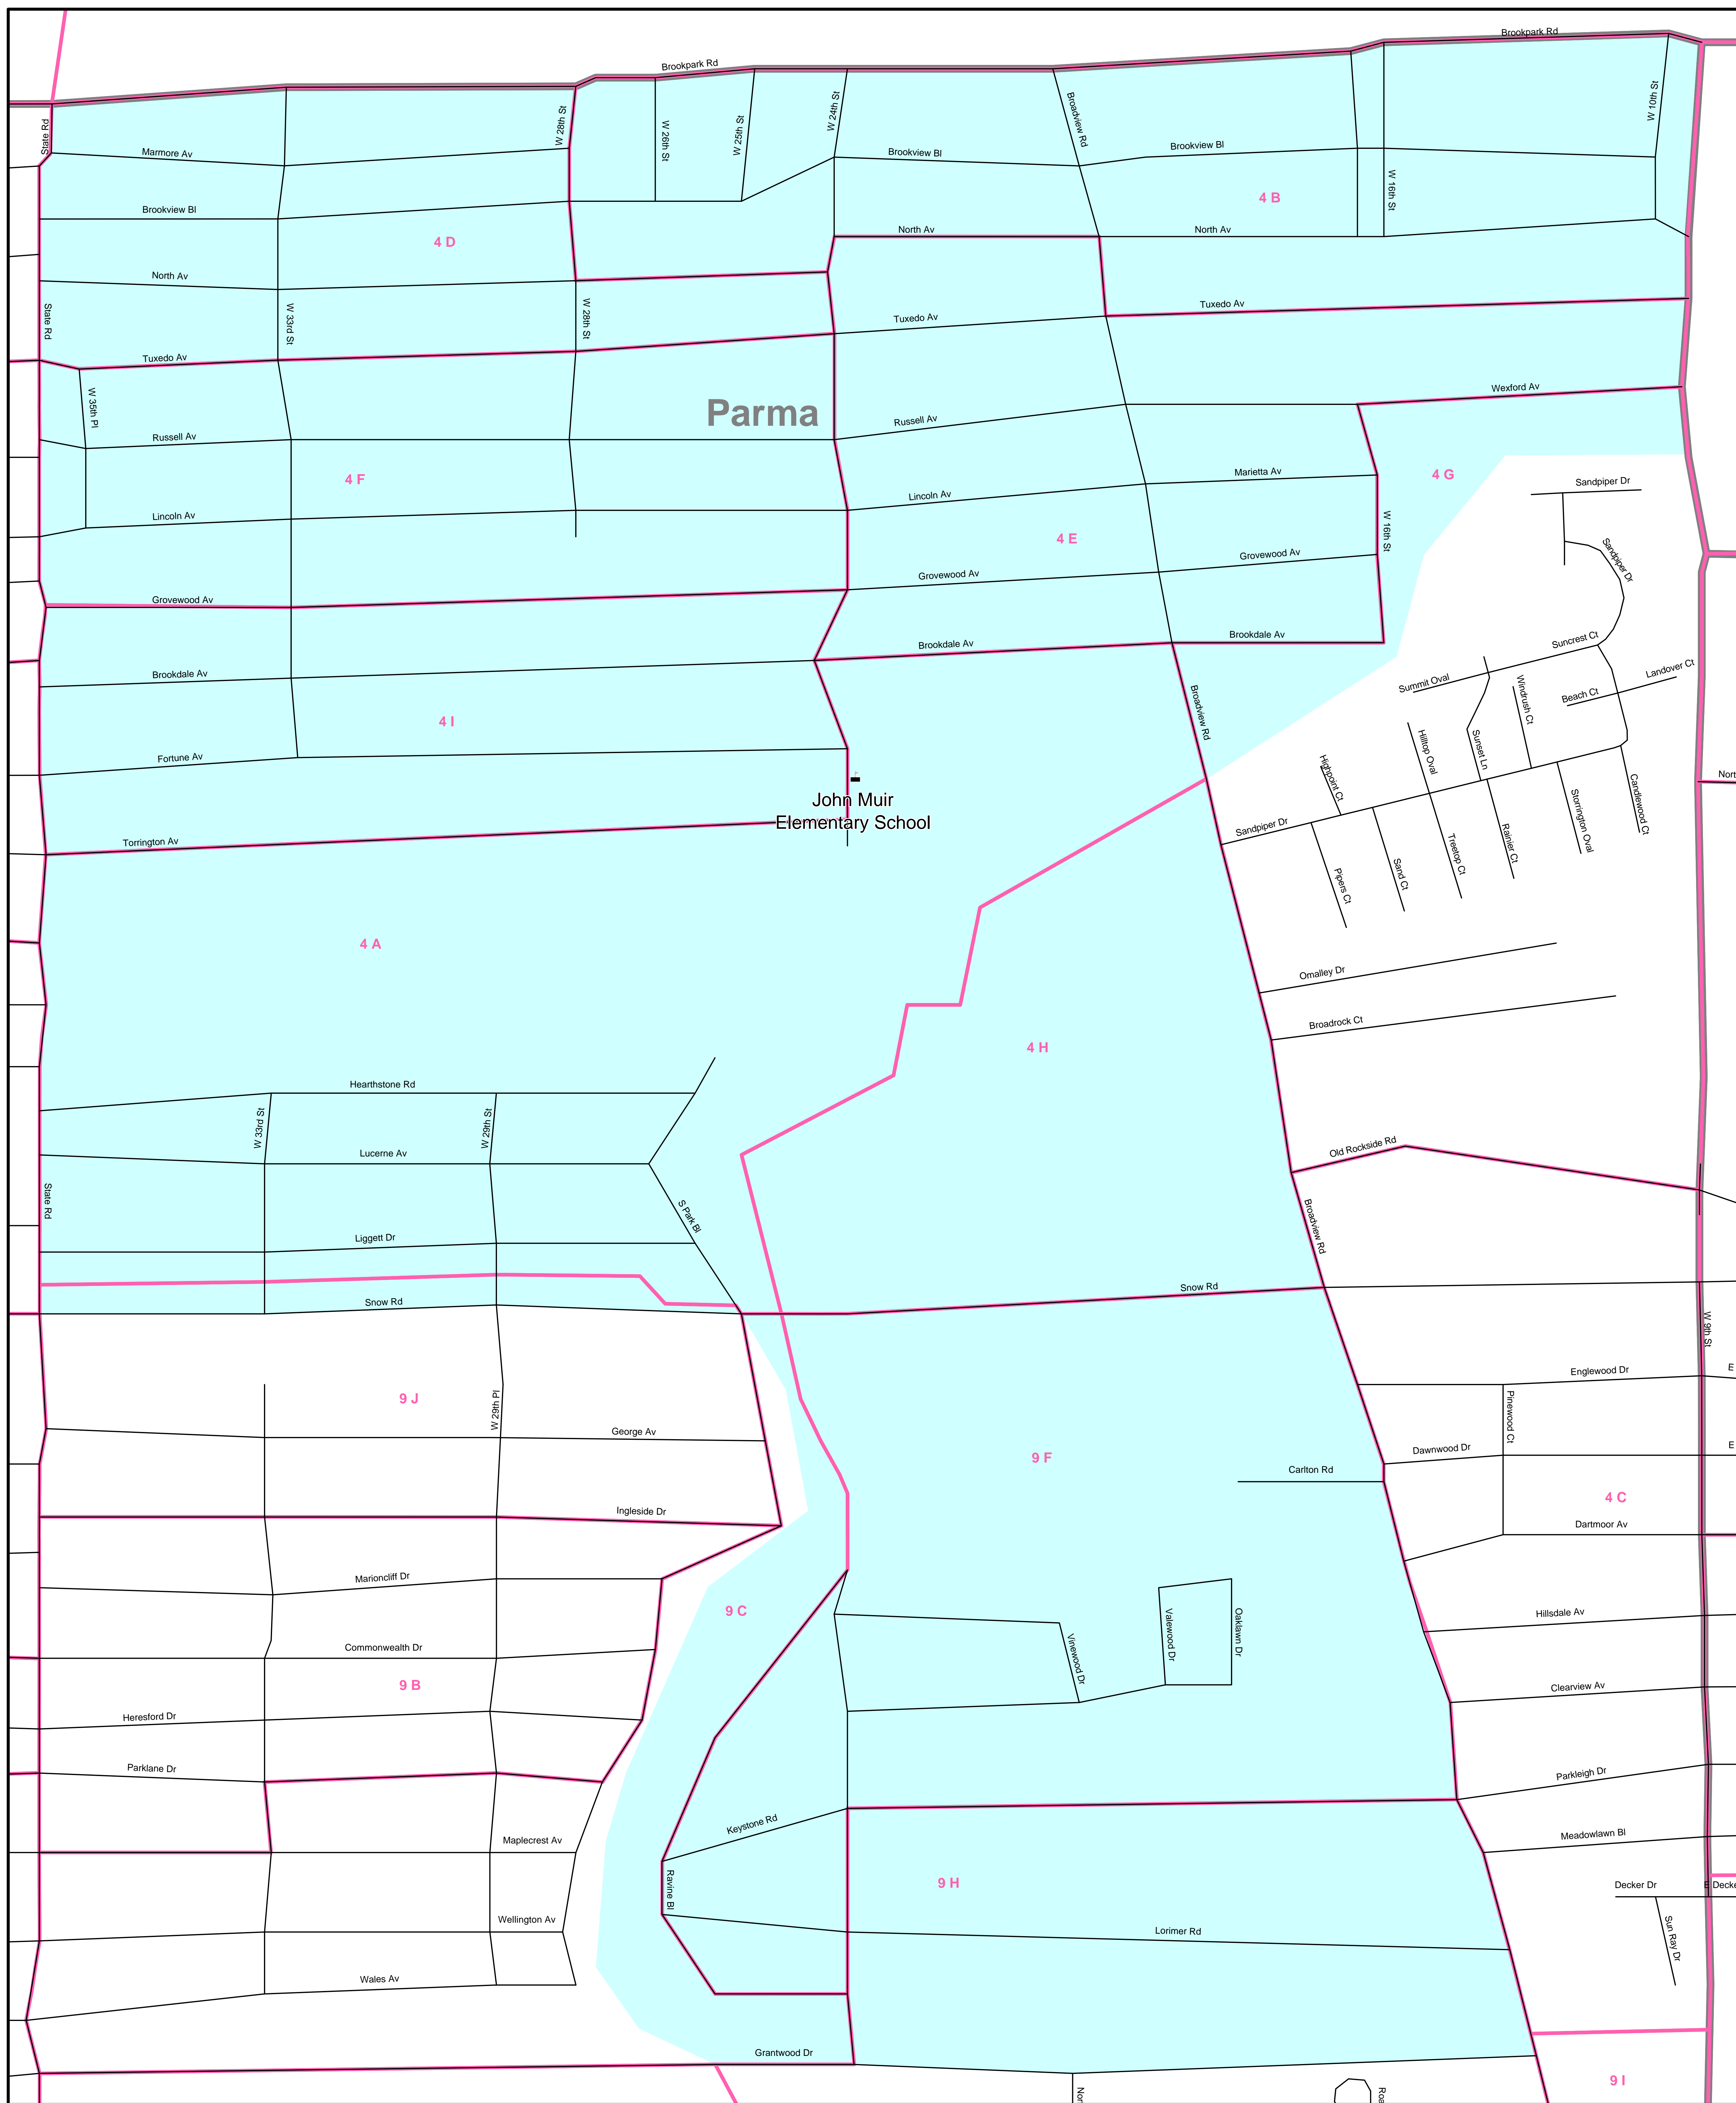 Brookpark Rd
Brookpark Rd
State Rd
Marmore Av
W 28th St
W 26th St
W 25th St
W 24th St
Broadview Rd
W 10th St
Brookview Bl
Brookview Bl
W 16th St
Brookview Bl
4 D
4 B
North Av
North Av
North Av
State Rd
W 33rd St
W 28th St
Tuxedo Av
Tuxedo Av
Tuxedo Av
W 35th Pl
Parma
Wexford Av
Russell Av
Russell Av
4 F
Marietta Av
4 G
Sandpiper Dr
Lincoln Av
Lincoln Av
W 16th St
4 E
Grovewood Av
Sandpiper Dr
Grovewood Av
Grovewood Av
Brookdale Av
Brookdale Av
Suncrest Ct
Brookdale Av
Landover Ct
Summit Oval
Windrush Ct
Beach Ct
Broadview Rd
4 I
Fortune Av
Hilltop Oval
Sunset Ln
Highpoint Ct
Nort
John Muir
Elementary School
Candlewood Ct
Storrington Oval
Sandpiper Dr
Torrington Av
Rainier Ct
Treetop Ct
Sand Ct
Pipers Ct
4 A
Omalley Dr
Broadrock Ct
4 H
Hearthstone Rd
W 33rd St
W 29th St
Lucerne Av
Old Rockside Rd
State Rd
S Park Bl
Broadview Rd
Liggett Dr
Snow Rd
Snow Rd
W 9th St
Englewood Dr
E
9 J
W 29th Pl
Pinewood Ct
George Av
Dawnwood Dr
E
9 F
Carlton Rd
4 C
Ingleside Dr
Dartmoor Av
Marioncliff Dr
9 C
Valewood Dr
Oaklawn Dr
Hillsdale Av
Vinewood Dr
Commonwealth Dr
9 B
Clearview Av
Heresford Dr
Parklane Dr
Parkleigh Dr
Keystone Rd
Maplecrest Av
Meadowlawn Bl
Ravine Bl
9 H
Decker Dr
E Decke
Wellington Av
Lorimer Rd
Sun Ray Dr
Wales Av
Grantwood Dr
9 I
Nor
Roa